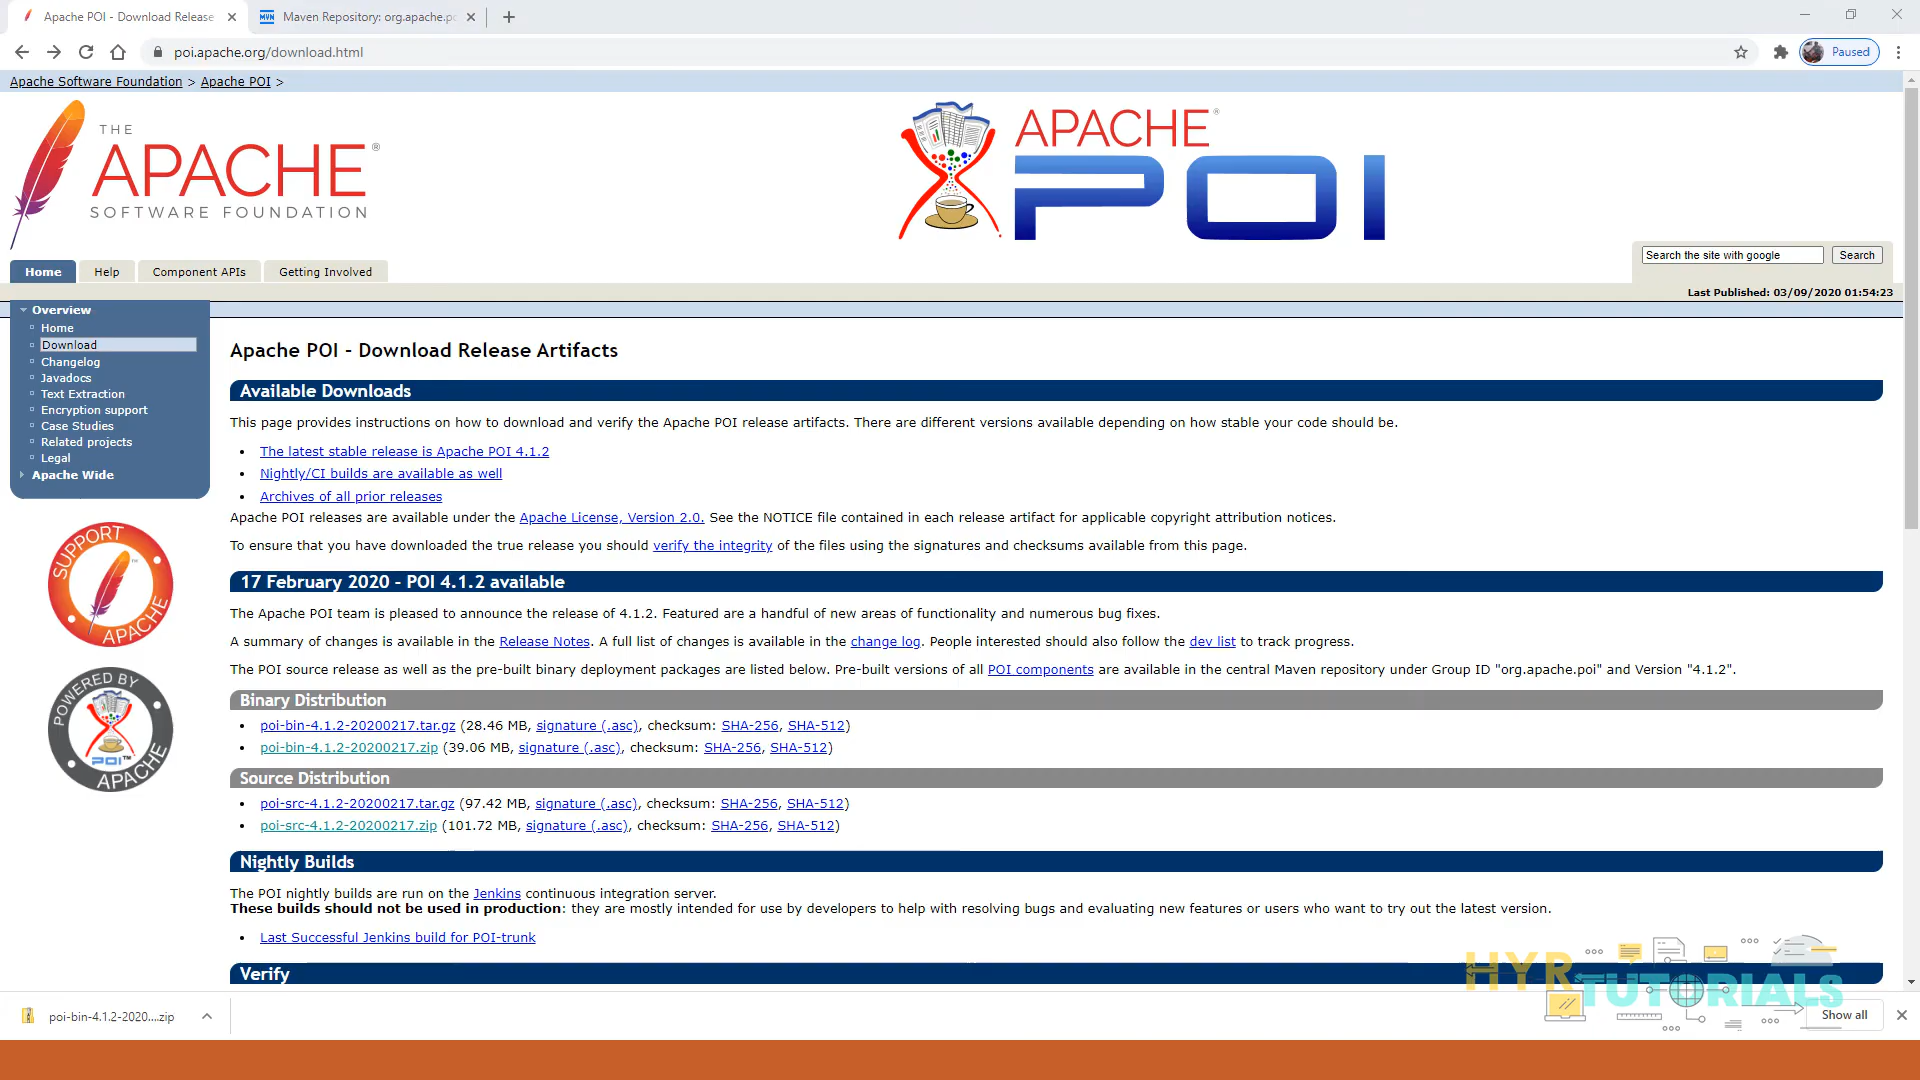 Apache POI - Download Release
Maven Repository: org.apache.po
poi.apache.org/download.html
Paused
Apache Software Foundation > Apache POI >
THE
APACHE®
SOFTWARE FOUNDATION
APACHE®
POI
Search the site with google Search
Home Help Component APIs Getting Involved
Last Published: 03/09/2020 01:54:23
Overview
Home
Download
Changelog
Javadocs
Text Extraction
Encryption support
Case Studies
Related projects
Legal
Apache Wide
SUPPORT
APACHE
POWERED BY
POI™
APACHE
Apache POI - Download Release Artifacts
Available Downloads
This page provides instructions on how to download and verify the Apache POI release artifacts. There are different versions available depending on how stable your code should be.
The latest stable release is Apache POI 4.1.2
Nightly/CI builds are available as well
Archives of all prior releases
Apache POI releases are available under the Apache License, Version 2.0. See the NOTICE file contained in each release artifact for applicable copyright attribution notices.
To ensure that you have downloaded the true release you should verify the integrity of the files using the signatures and checksums available from this page.
17 February 2020 - POI 4.1.2 available
The Apache POI team is pleased to announce the release of 4.1.2. Featured are a handful of new areas of functionality and numerous bug fixes.
A summary of changes is available in the Release Notes. A full list of changes is available in the change log. People interested should also follow the dev list to track progress.
The POI source release as well as the pre-built binary deployment packages are listed below. Pre-built versions of all POI components are available in the central Maven repository under Group ID "org.apache.poi" and Version "4.1.2".
Binary Distribution
poi-bin-4.1.2-20200217.tar.gz (28.46 MB, signature (.asc), checksum: SHA-256, SHA-512)
poi-bin-4.1.2-20200217.zip (39.06 MB, signature (.asc), checksum: SHA-256, SHA-512)
Source Distribution
poi-src-4.1.2-20200217.tar.gz (97.42 MB, signature (.asc), checksum: SHA-256, SHA-512)
poi-src-4.1.2-20200217.zip (101.72 MB, signature (.asc), checksum: SHA-256, SHA-512)
Nightly Builds
The POI nightly builds are run on the Jenkins continuous integration server.
These builds should not be used in production: they are mostly intended for use by developers to help with resolving bugs and evaluating new features or users who want to try out the latest version.
Last Successful Jenkins build for POI-trunk
Verify
HYR TUTORIALS
poi-bin-4.1.2-2020....zip
Show all